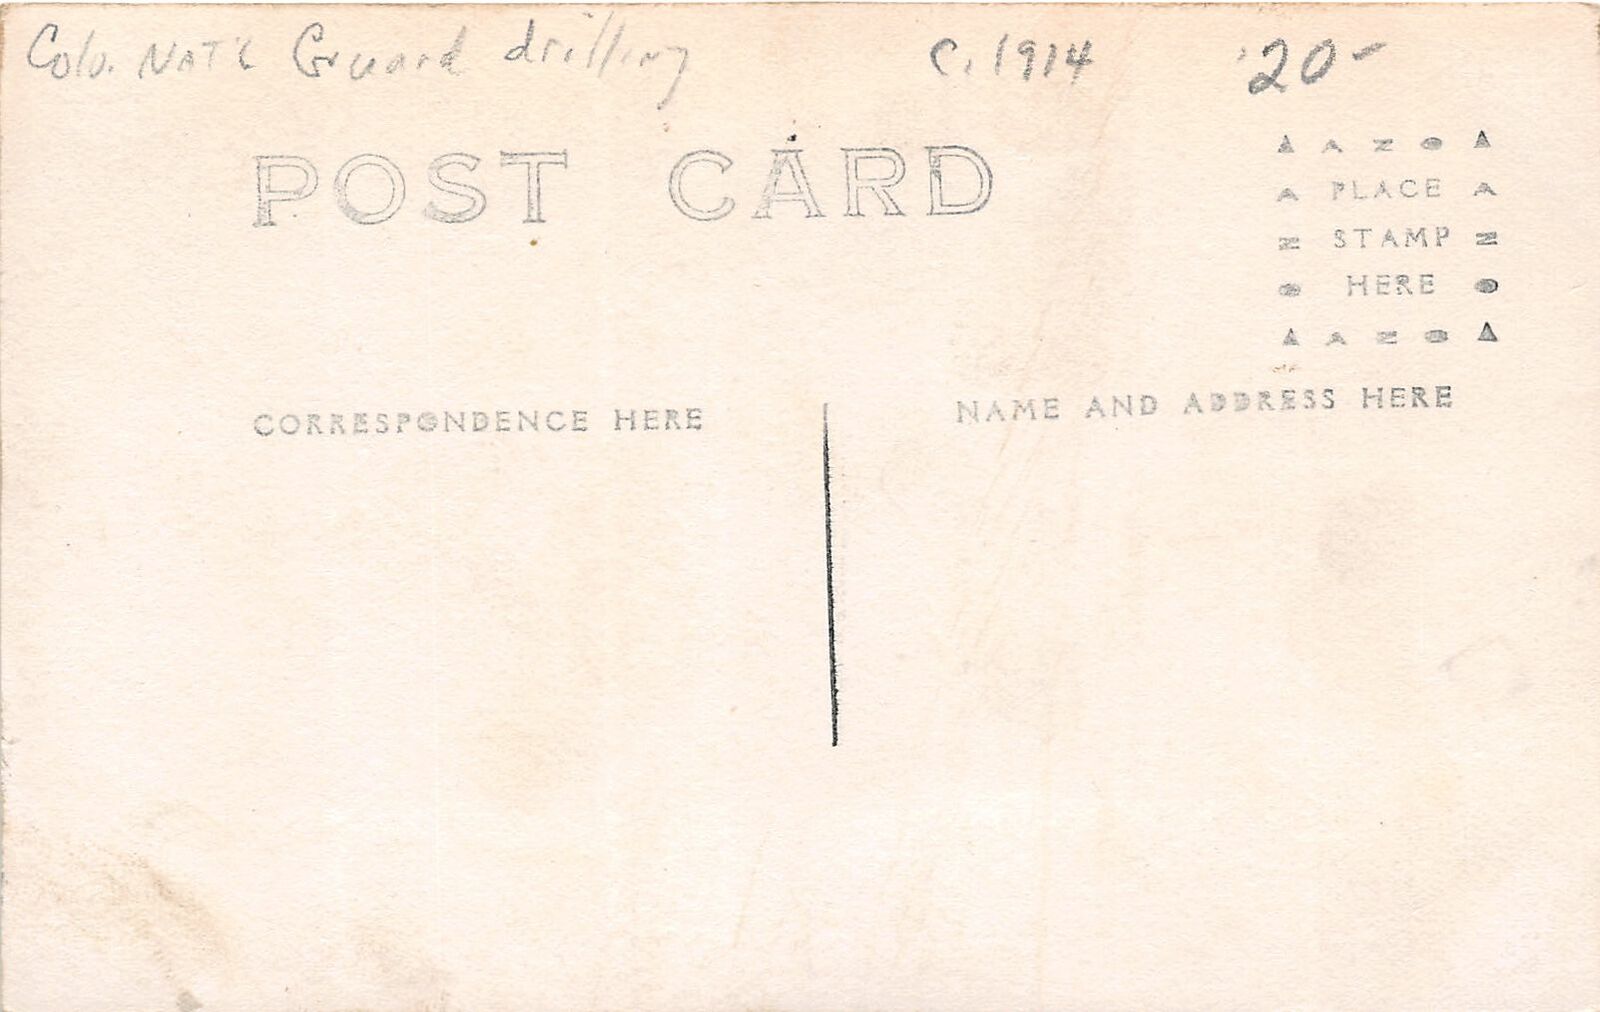 Colo. NAT'L Guard drilling c. 1914 20-
POST CARD
▲ A Z O ▲
A PLACE A
Z STAMP Z
O HERE O
▲ A Z O ▲
CORRESPONDENCE HERE
NAME AND ADDRESS HERE